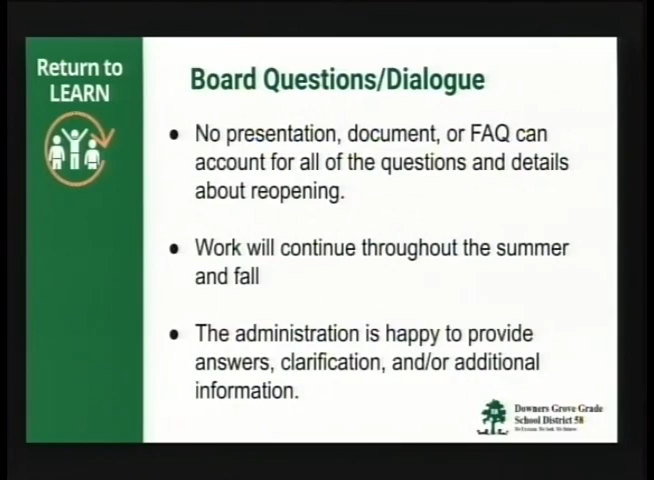 Return to
LEARN
Board Questions/Dialogue
● No presentation, document, or FAQ can
account for all of the questions and details
about reopening.
● Work will continue throughout the summer
and fall
● The administration is happy to provide
answers, clarification, and/or additional
information.
Downers Grove Grade
School District 58